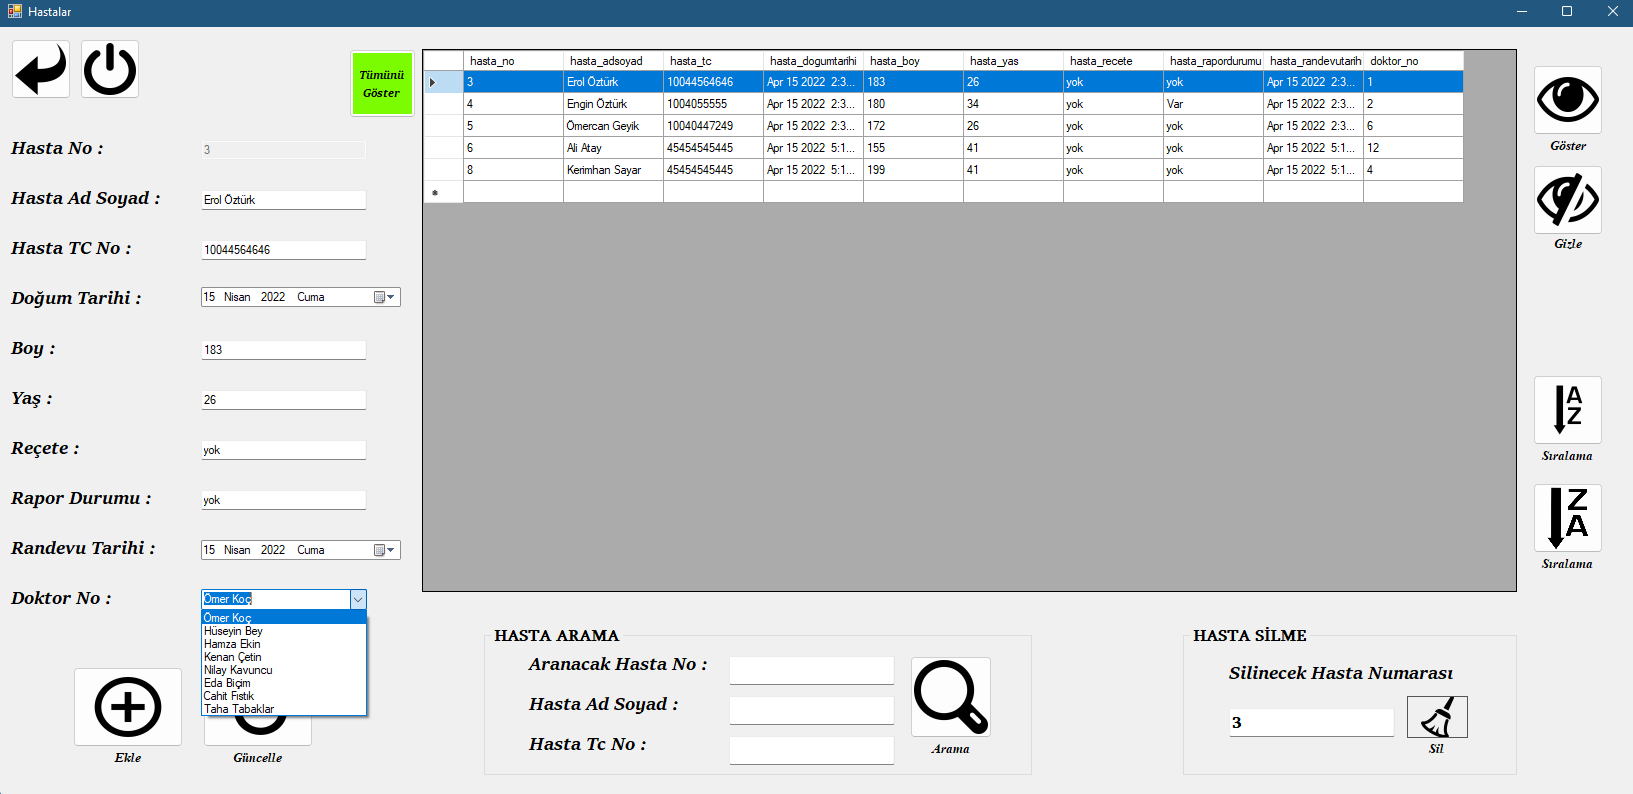 Hastalar
Tümünü
Göster
hasta_no hasta_adsoyad hasta_tc hasta_dogumtarihi hasta_boy hasta_yas hasta_recete hasta_rapordurumu hasta_randevutarih doktor_no
3 Erol Öztürk 10044564646 Apr 15 2022 2:3... 183 26 yok yok Apr 15 2022 2:3... 1
4 Engin Öztürk 1004055555 Apr 15 2022 2:3... 180 34 yok Var Apr 15 2022 2:3... 2
5 Ömercan Geyik 10040447249 Apr 15 2022 2:3... 172 26 yok yok Apr 15 2022 2:3... 6
6 Ali Atay 45454545445 Apr 15 2022 5:1... 155 41 yok yok Apr 15 2022 5:1... 12
8 Kerimhan Sayar 45454545445 Apr 15 2022 5:1... 199 41 yok yok Apr 15 2022 5:1... 4
Hasta No : 3
Hasta Ad Soyad : Erol Öztürk
Hasta TC No : 10044564646
Doğum Tarihi : 15 Nisan 2022 Cuma
Boy : 183
Yaş : 26
Reçete : yok
Rapor Durumu : yok
Randevu Tarihi : 15 Nisan 2022 Cuma
Doktor No : Ömer Koç
Ömer Koç
Hüseyin Bey
Hamza Ekin
Kenan Çetin
Nilay Kavuncu
Eda Biçim
Cahit Fıstık
Taha Tabaklar
Ekle
Güncelle
Göster
Gizle
A
Z
Sıralama
Z
A
Sıralama
HASTA ARAMA
Aranacak Hasta No :
Hasta Ad Soyad :
Hasta Tc No :
Arama
HASTA SİLME
Silinecek Hasta Numarası
3
Sil